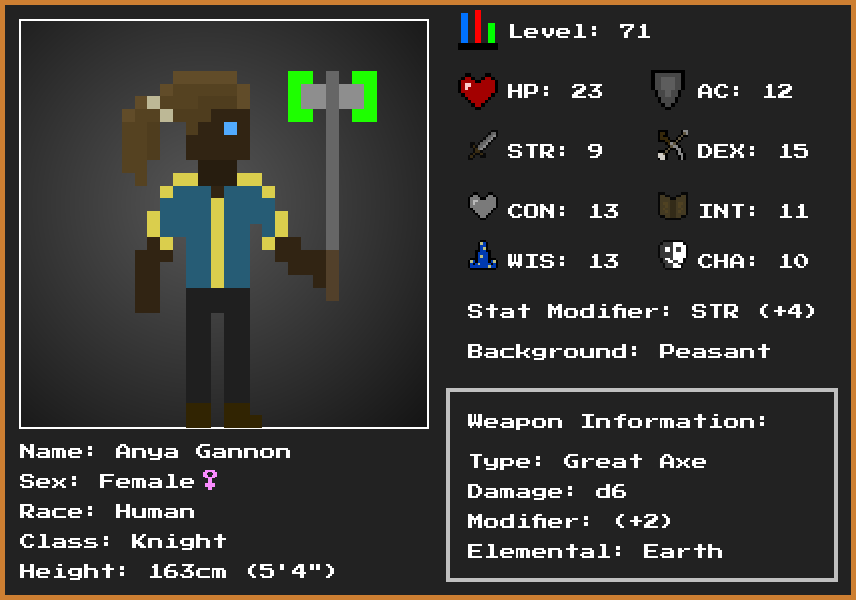 Level: 71
HP: 23 AC: 12
STR: 9 DEX: 15
CON: 13 INT: 11
WIS: 13 CHA: 10
Stat Modifier: STR (+4)
Background: Peasant
Name: Anya Gannon
Sex: Female♀
Race: Human
Class: Knight
Height: 163cm (5'4")
Weapon Information:
Type: Great Axe
Damage: d6
Modifier: (+2)
Elemental: Earth